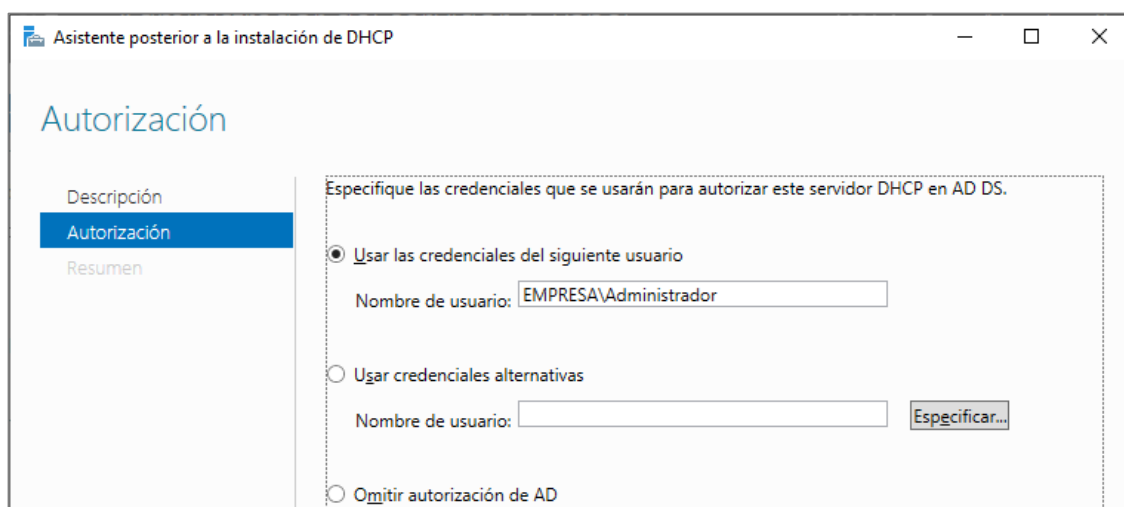 Asistente posterior a la instalación de DHCP
Autorización
Descripción
Autorización
Resumen
Especifique las credenciales que se usarán para autorizar este servidor DHCP en AD DS.
Usar las credenciales del siguiente usuario
Nombre de usuario: EMPRESA\Administrador
Usar credenciales alternativas
Nombre de usuario: Especificar...
Omitir autorización de AD